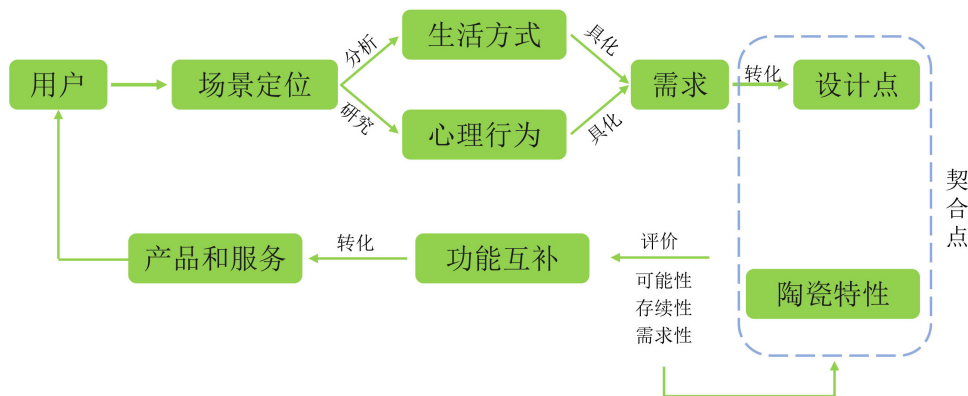 用户
场景定位
分析
研究
生活方式
心理行为
具化
具化
需求
转化
设计点
契合点
陶瓷特性
评价
可能性
存续性
需求性
功能互补
转化
产品和服务